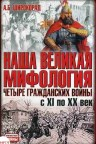 А.Б. ШИРОКОРАД
НАША ВЕЛИКАЯ
МИФОЛОГИЯ
ЧЕТЫРЕ ГРАЖДАНСКИХ ВОЙНЫ
С XI ПО XX ВЕК